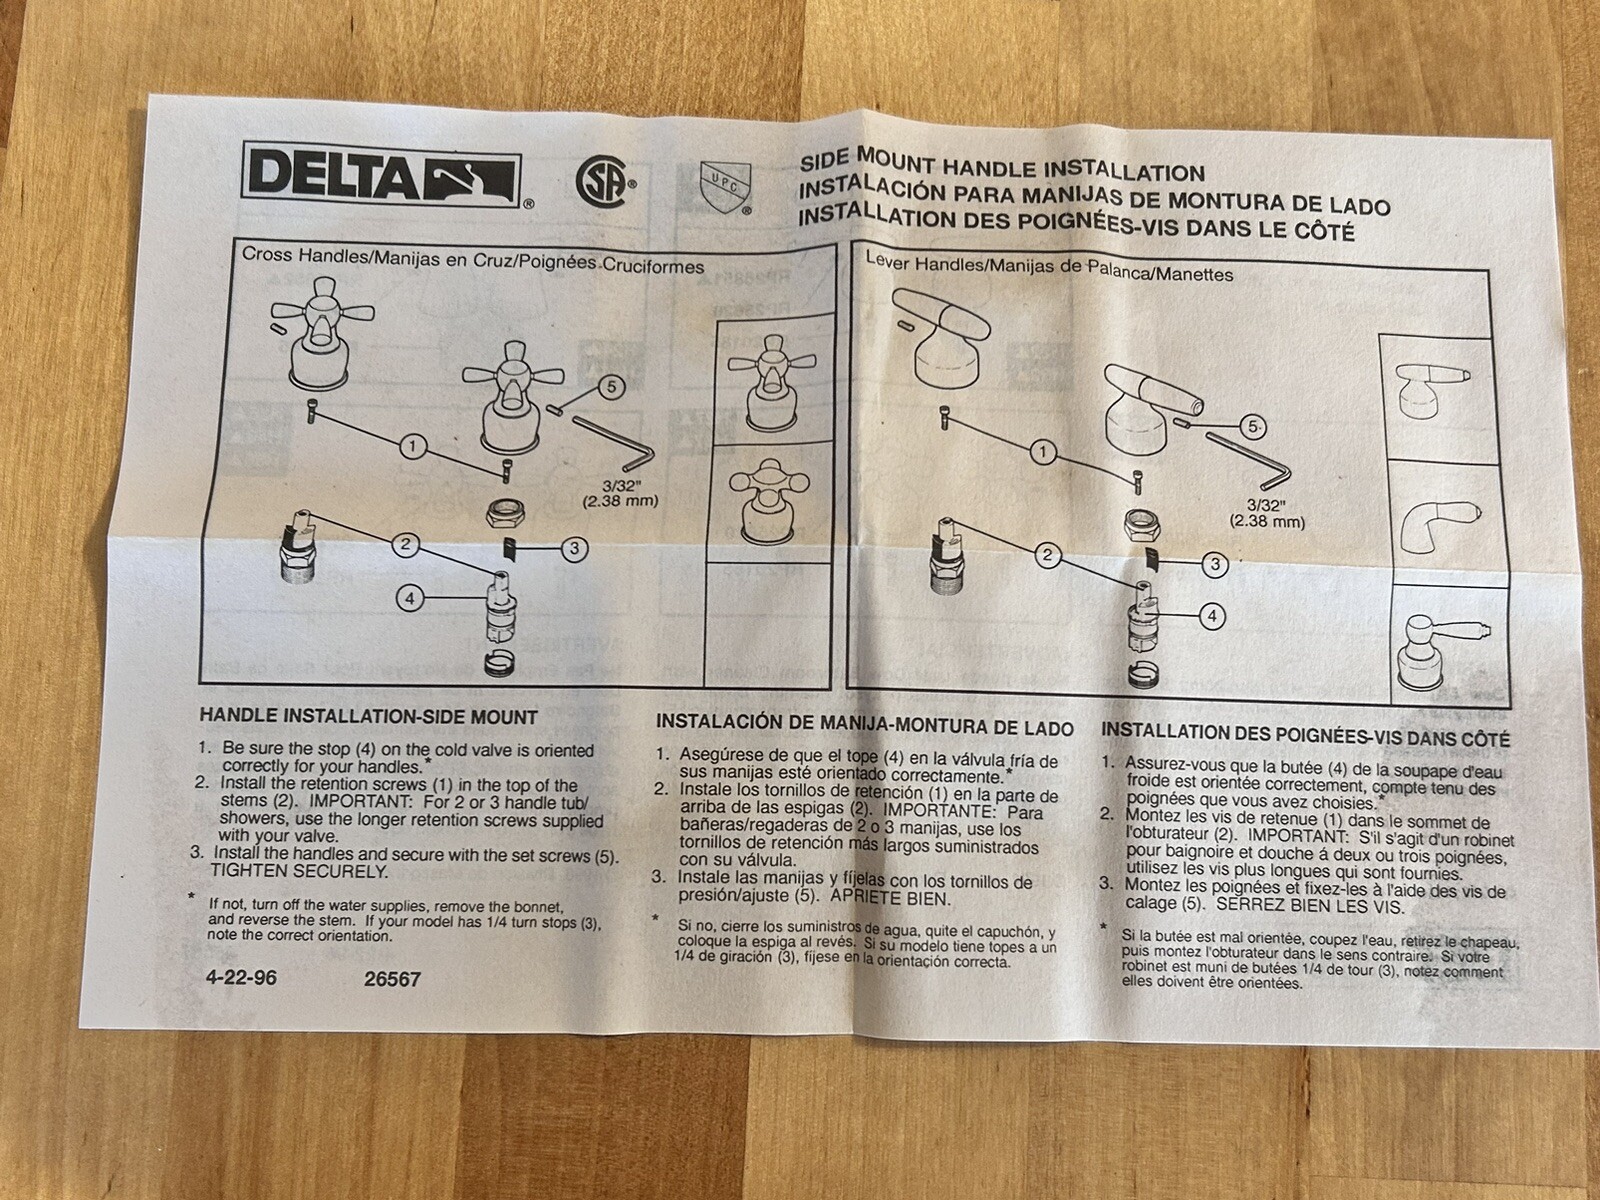 DELTA ®
CSA ®
UPC ®
SIDE MOUNT HANDLE INSTALLATION
INSTALACIÓN PARA MANIJAS DE MONTURA DE LADO
INSTALLATION DES POIGNÉES-VIS DANS LE CÔTÉ
Cross Handles/Manijas en Cruz/Poignées Cruciformes
5
1
3/32"
(2.38 mm)
2
3
4
Lever Handles/Manijas de Palanca/Manettes
5
1
3/32"
(2.38 mm)
2
3
4
HANDLE INSTALLATION-SIDE MOUNT
1. Be sure the stop (4) on the cold valve is oriented
correctly for your handles.*
2. Install the retention screws (1) in the top of the
stems (2). IMPORTANT: For 2 or 3 handle tub/
showers, use the longer retention screws supplied
with your valve.
3. Install the handles and secure with the set screws (5).
TIGHTEN SECURELY.
* If not, turn off the water supplies, remove the bonnet,
and reverse the stem. If your model has 1/4 turn stops (3),
note the correct orientation.
4-22-96 26567
INSTALACIÓN DE MANIJA-MONTURA DE LADO
1. Asegúrese de que el tope (4) en la válvula fría de
sus manijas esté orientado correctamente.*
2. Instale los tornillos de retención (1) en la parte de
arriba de las espigas (2). IMPORTANTE: Para
bañeras/regaderas de 2 o 3 manijas, use los
tornillos de retención más largos suministrados
con su válvula.
3. Instale las manijas y fíjelas con los tornillos de
presión/ajuste (5). APRIETE BIEN.
* Si no, cierre los suministros de agua, quite el capuchón, y
coloque la espiga al revés. Si su modelo tiene topes a un
1/4 de giración (3), fíjese en la orientación correcta.
INSTALLATION DES POIGNÉES-VIS DANS CÔTÉ
1. Assurez-vous que la butée (4) de la soupape d'eau
froide est orientée correctement, compte tenu des
poignées que vous avez choisies.*
2. Montez les vis de retenue (1) dans le sommet de
l'obturateur (2). IMPORTANT: S'il s'agit d'un robinet
pour baignoire et douche á deux ou trois poignées,
utilisez les vis plus longues qui sont fournies.
3. Montez les poignées et fixez-les à l'aide des vis de
calage (5). SERREZ BIEN LES VIS.
* Si la butée est mal orientée, coupez l'eau, retirez le chapeau,
puis montez l'obturateur dans le sens contraire. Si votre
robinet est muni de butées 1/4 de tour (3), notez comment
elles doivent être orientées.